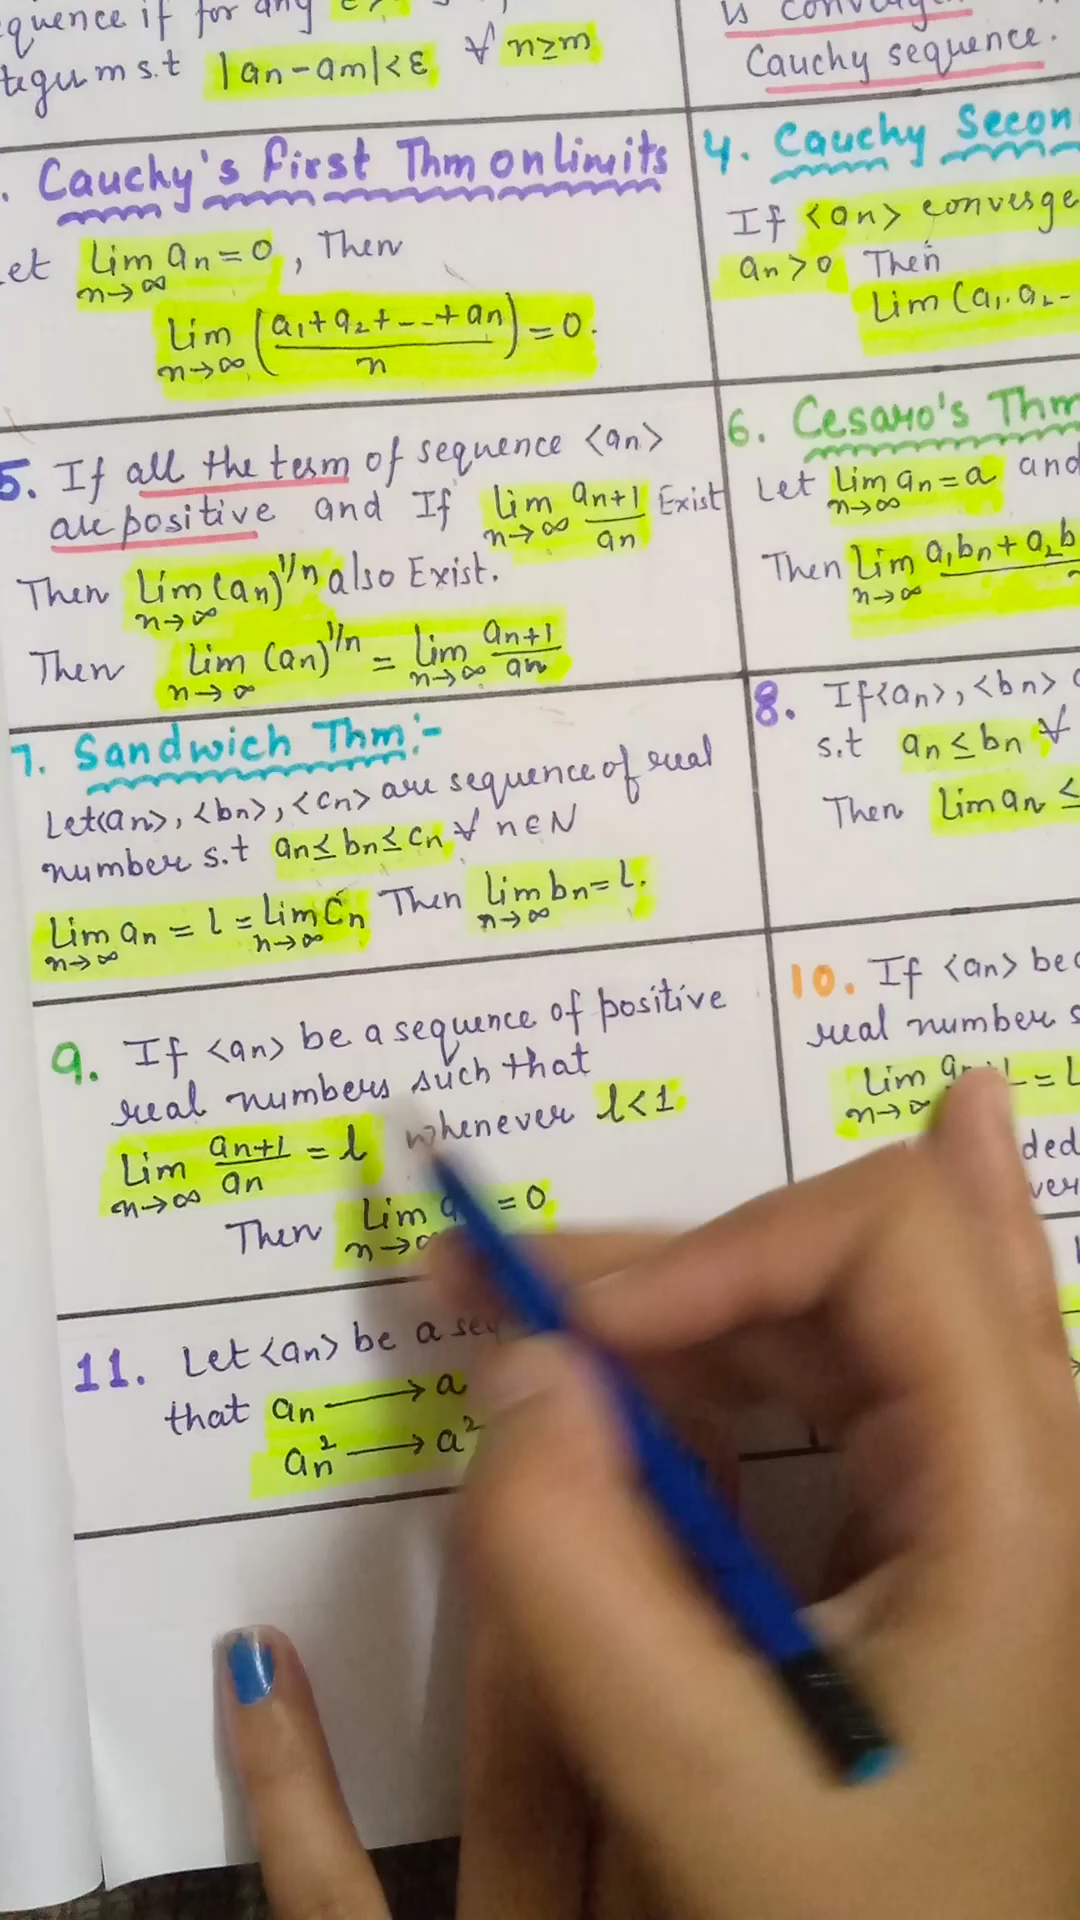 quence if for any
tegur m s.t |an-am|<ε ∀ n≥m
is
Cauchy sequence.
. Cauchy's First Thm on limits
et Lim an = 0, Then
n→∞
Lim (a1+a2+---+an) = 0.
n→∞ n
4. Cauchy Secon
If <an> converge
an>0 Then
Lim (a1.a2-
5. If all the term of sequence <an>
are positive and If Lim an+1 Exist
n→∞ an
Then Lim (an)^1/n also Exist.
n→∞
Then Lim (an)^1/n = Lim an+1
n→∞ n→∞ an
6. Cesaro's Thm
Let Lim an = a and
n→∞
Then Lim a1bn + a2b
n→∞
7. Sandwich Thm:-
Let <an>, <bn>, <cn> are sequence of real
number s.t an≤bn≤cn ∀ n∈N
Lim an = l = Lim Cn Then Lim bn = l.
n→∞ n→∞ n→∞
8. If <an>, <bn>
s.t an ≤ bn ∀
Then Lim an ≤
9. If <an> be a sequence of positive
real numbers such that
Lim an+1 = l whenever l<1
n→∞ an
Then Lim = 0
n→∞
10. If <an> be
real number s
Lim = L
n→∞
11. Let <an> be a
that an → a
an² → a²